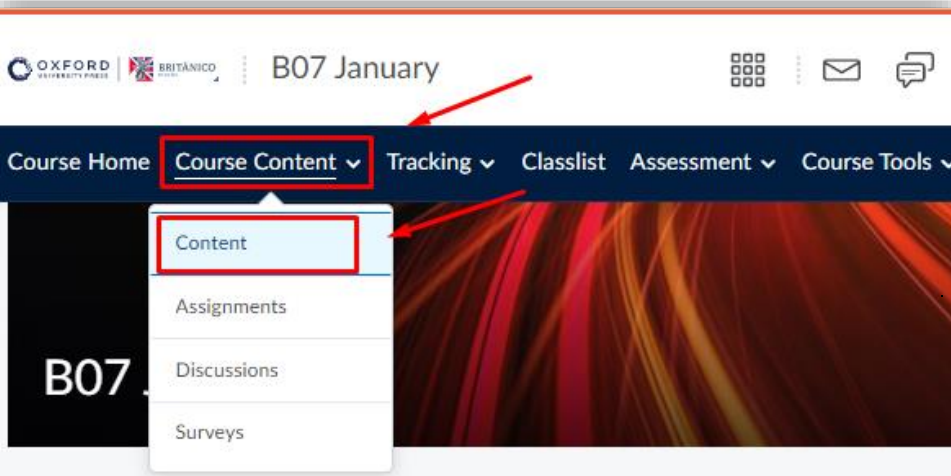 OXFORD UNIVERSITY PRESS BRITÁNICO B07 January
Course Home Course Content Tracking Classlist Assessment Course Tools
Content
Assignments
B07 J
Discussions
Surveys